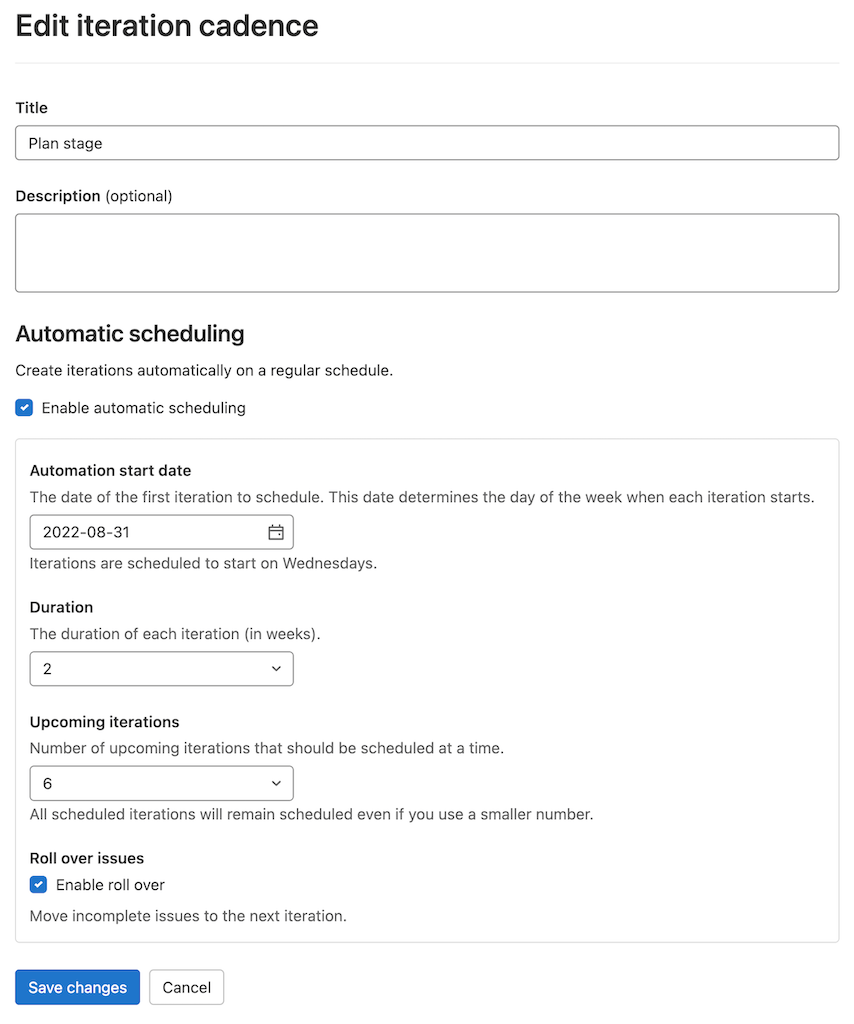 Edit iteration cadence
Title
Plan stage
Description (optional)
Automatic scheduling
Create iterations automatically on a regular schedule.
Enable automatic scheduling
Automation start date
The date of the first iteration to schedule. This date determines the day of the week when each iteration starts.
2022-08-31
Iterations are scheduled to start on Wednesdays.
Duration
The duration of each iteration (in weeks).
2
Upcoming iterations
Number of upcoming iterations that should be scheduled at a time.
6
All scheduled iterations will remain scheduled even if you use a smaller number.
Roll over issues
Enable roll over
Move incomplete issues to the next iteration.
Save changes Cancel